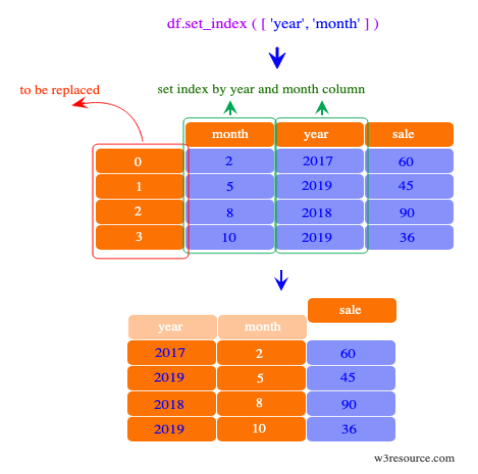 df.set_index ( [ 'year', 'month' ] )
to be replaced
set index by year and month column
month year sale
0 2 2017 60
1 5 2019 45
2 8 2018 90
3 10 2019 36
sale
year month
2017 2 60
2019 5 45
2018 8 90
2019 10 36
w3resource.com